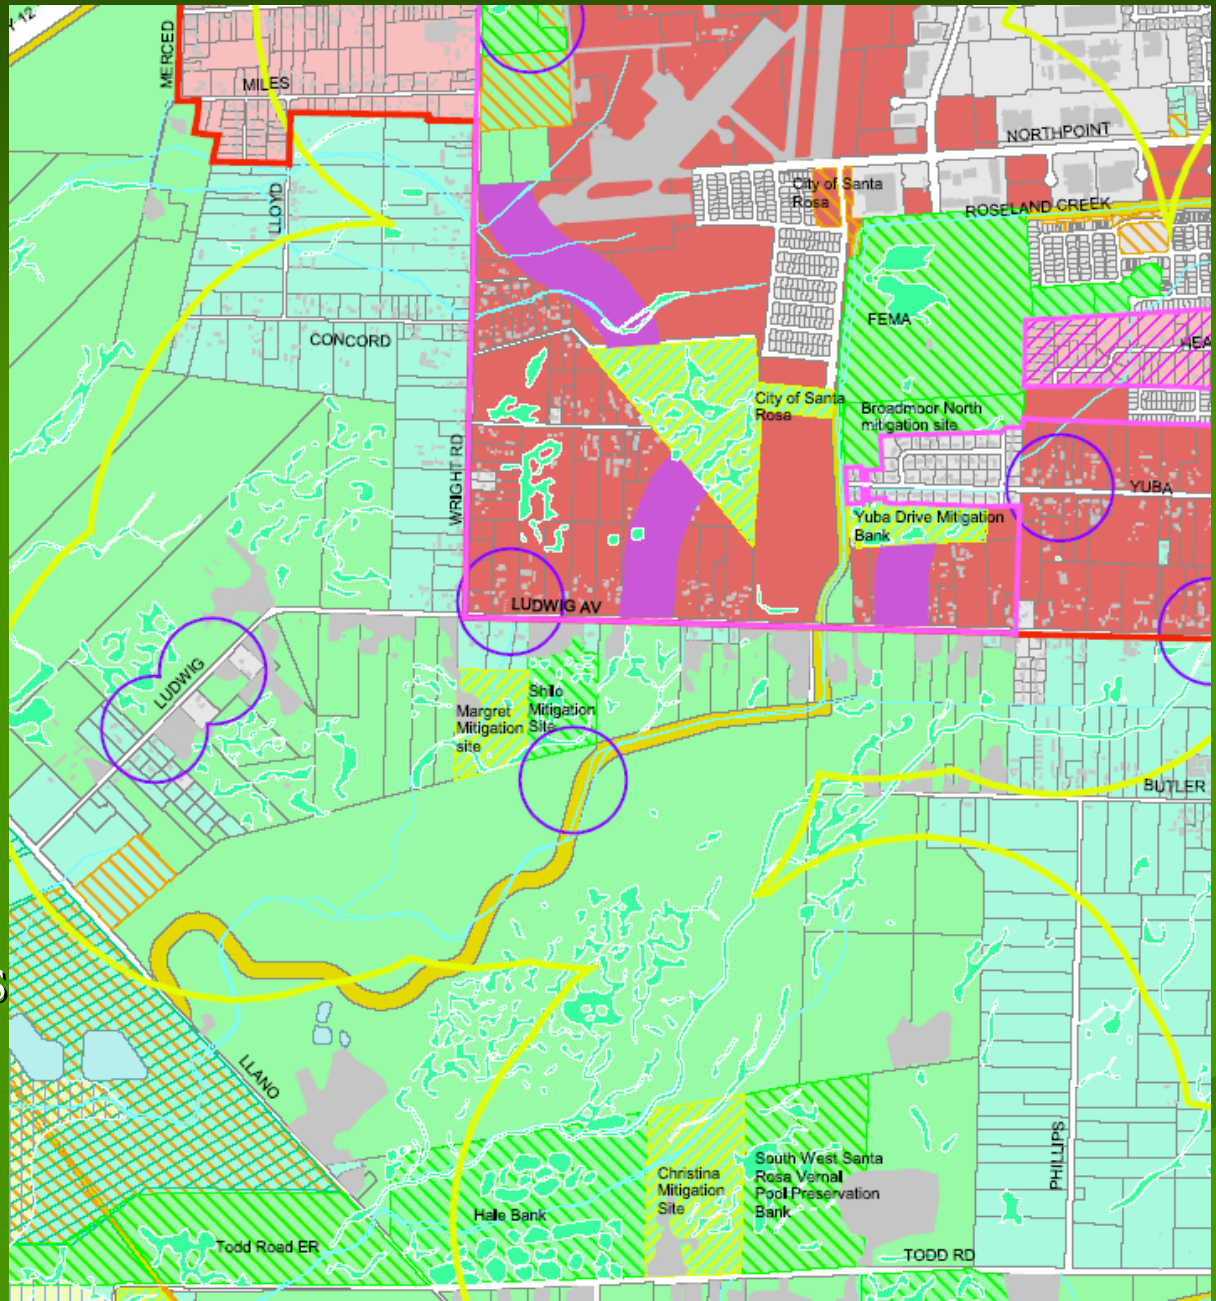 Y 12
MERCED
MILES
NORTHPOINT
City of Santa
Rosa
LLOYD
ROSELAND CREEK
FEMA
CONCORD
HEA
City of Santa
Rosa
Broadmoor North
mitigation site
WRIGHT RD
YUBA
Yuba Drive Mitigation
Bank
LUDWIG AV
LUDWIG
Shilo
Mitigation
Site
Margret
Mitigation
site
BUTLER
S
LLANO
PHILLIPS
South West Santa
Rosa Vernal
Pool Preservation
Bank
Christina
Mitigation
Site
Hale Bank
Todd Road ER
TODD RD